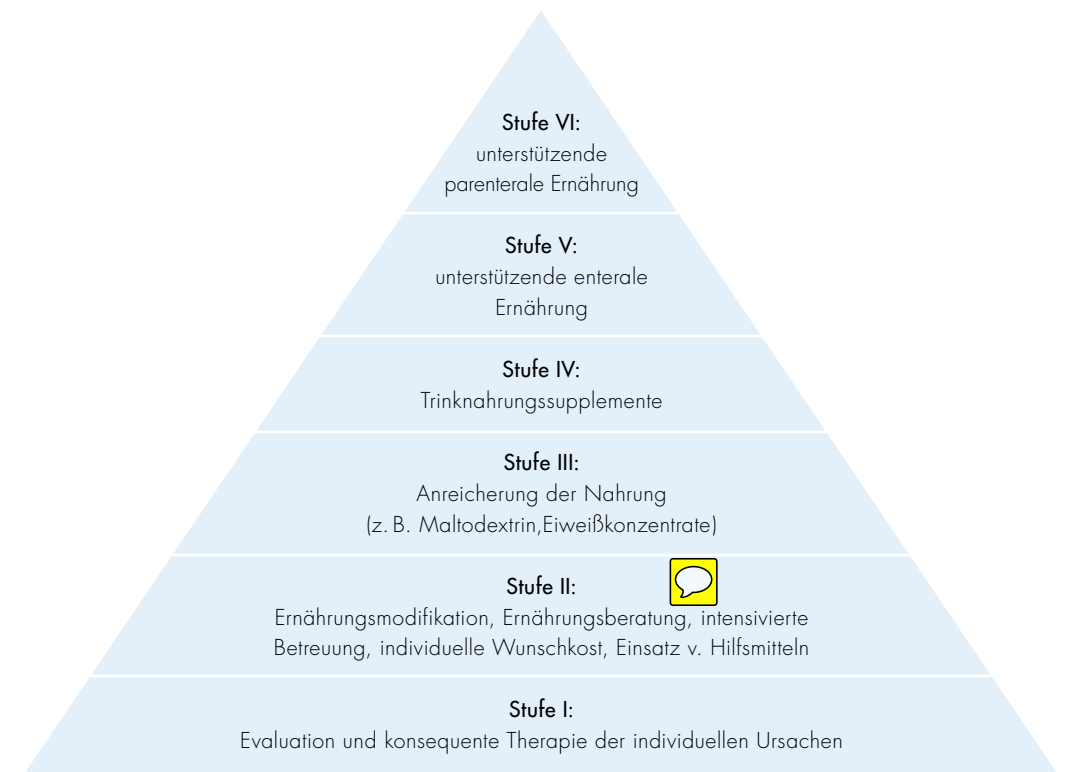 Stufe VI:
unterstützende
parenterale Ernährung
Stufe V:
unterstützende enterale
Ernährung
Stufe IV:
Trinknahrungssupplemente
Stufe III:
Anreicherung der Nahrung
(z. B. Maltodextrin,Eiweißkonzentrate)
Stufe II:
Ernährungsmodifikation, Ernährungsberatung, intensivierte
Betreuung, individuelle Wunschkost, Einsatz v. Hilfsmitteln
Stufe I:
Evaluation und konsequente Therapie der individuellen Ursachen